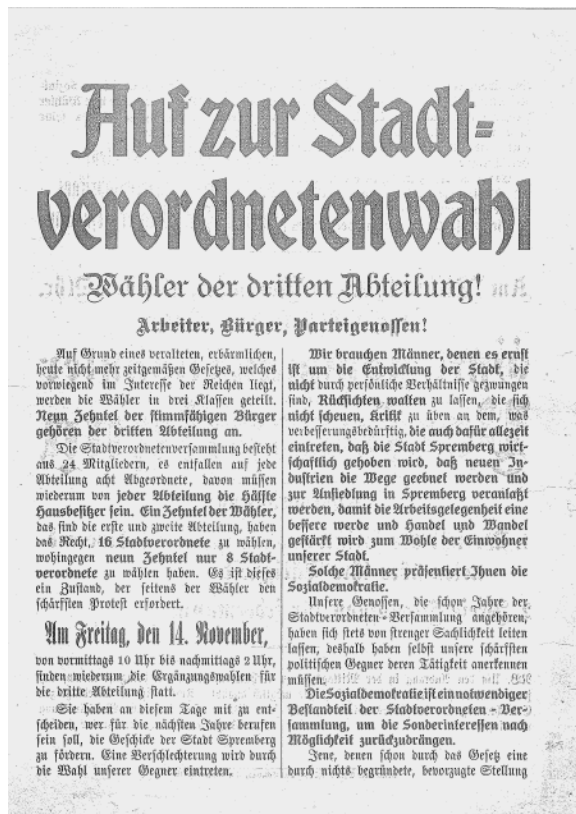 Auf zur Stadt-
verordnetenwahl
Wähler der dritten Abteilung!
Arbeiter, Bürger, Parteigenossen!
Auf Grund eines veralteten, erbärmlichen,
heute nicht mehr zeitgemäßen Gesetzes, welches
vorwiegend im Interesse der Reichen liegt,
werden die Wähler in drei Klassen geteilt.
Neun Zehntel der stimmfähigen Bürger
gehören der dritten Abteilung an.
Die Stadtverordnetenversammlung besteht
aus 24 Mitgliedern, es entfallen auf jede
Abteilung acht Abgeordnete, davon müssen
wiederum von jeder Abteilung die Hälfte
Hausbesitzer sein. Ein Zehntel der Wähler,
das sind die erste und zweite Abteilung, haben
das Recht, 16 Stadtverordnete zu wählen,
wohingegen neun Zehntel nur 8 Stadt-
verordnete zu wählen haben. Es ist dieses
ein Zustand, der seitens der Wähler den
schärfsten Protest erfordert.
Am Freitag, den 14. November,
von vormittags 10 Uhr bis nachmittags 2 Uhr,
finden wiederum die Ergänzungswahlen für
die dritte Abteilung statt.
Sie haben an diesem Tage mit zu ent-
scheiden, wer für die nächsten Jahre berufen
sein soll, die Geschicke der Stadt Spremberg
zu fördern. Eine Verschlechterung wird durch
die Wahl unserer Gegner eintreten.
Wir brauchen Männer, denen es ernst
ist um die Entwicklung der Stadt, die
nicht durch persönliche Verhältnisse gezwungen
sind, Rücksichten walten zu lassen, die sich
nicht scheuen, Kritik zu üben an dem, was
verbesserungsbedürftig, die auch dafür allezeit
eintreten, daß die Stadt Spremberg wirt-
schaftlich gehoben wird, daß neuen In-
dustrien die Wege geebnet werden und
zur Ansiedlung in Spremberg veranlaßt
werden, damit die Arbeitsgelegenheit eine
bessere werde und Handel und Wandel
gestärkt wird zum Wohle der Einwohner
unserer Stadt.
Solche Männer präsentiert Ihnen die
Sozialdemokratie.
Unsere Genossen, die schon Jahre der
Stadtverordneten-Versammlung angehören,
haben sich stets von strenger Sachlichkeit leiten
lassen, deshalb haben selbst unsere schärfsten
politischen Gegner deren Tätigkeit anerkennen
müssen.
Die Sozialdemokratie ist ein notwendiger
Bestandteil der Stadtverordneten-Ver-
sammlung, um die Sonderinteressen nach
Möglichkeit zurückzudrängen.
Jene, denen schon durch das Gesetz eine
durch nichts begründete, bevorzugte Stellung